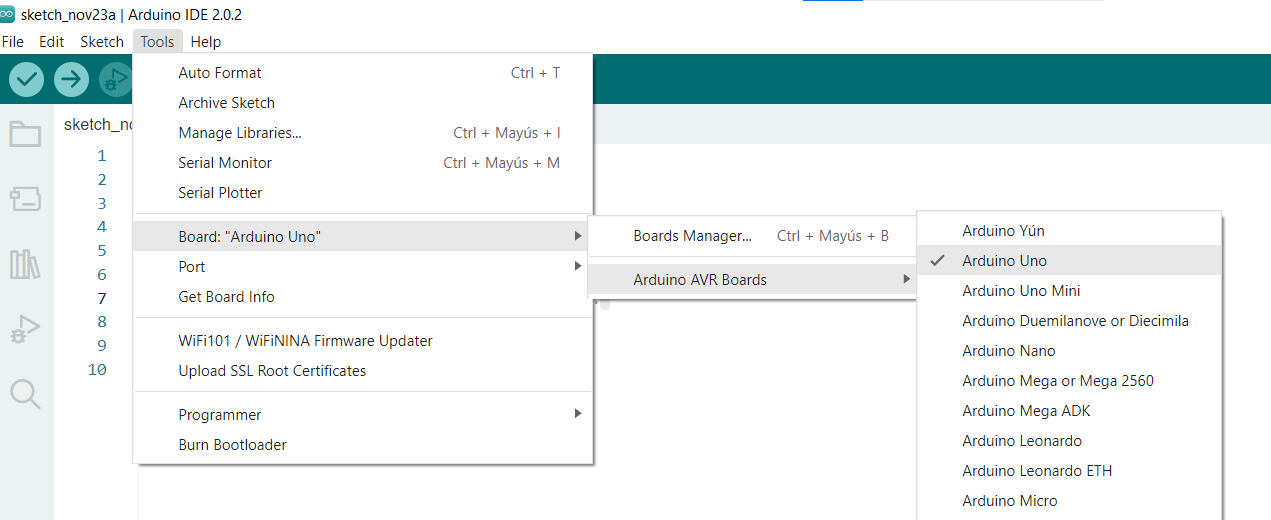 sketch_nov23a | Arduino IDE 2.0.2
File Edit Sketch Tools Help
sketch_no
1
2
3
4
5
6
7
8
9
10
Auto Format Ctrl + T
Archive Sketch
Manage Libraries... Ctrl + Mayús + I
Serial Monitor Ctrl + Mayús + M
Serial Plotter
Board: "Arduino Uno"
Port
Get Board Info
WiFi101 / WiFiNINA Firmware Updater
Upload SSL Root Certificates
Programmer
Burn Bootloader
Boards Manager... Ctrl + Mayús + B
Arduino AVR Boards
Arduino Yún
Arduino Uno
Arduino Uno Mini
Arduino Duemilanove or Diecimila
Arduino Nano
Arduino Mega or Mega 2560
Arduino Mega ADK
Arduino Leonardo
Arduino Leonardo ETH
Arduino Micro